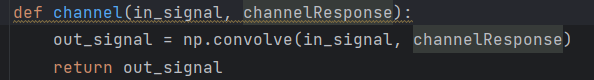 def channel(in_signal, channelResponse):
    out_signal = np.convolve(in_signal, channelResponse)
    return out_signal